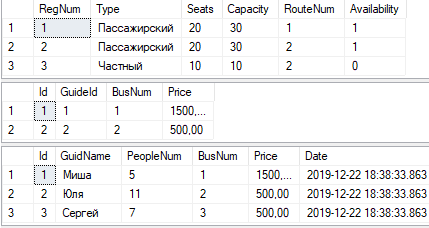 RegNum Type Seats Capacity RouteNum Availability
1 1 Пассажирский 20 30 1 1
2 2 Пассажирский 20 30 2 1
3 3 Частный 10 10 2 0
Id GuideId BusNum Price
1 1 1 1 1500,...
2 2 2 2 500,00
Id GuidName PeopleNum BusNum Price Date
1 1 Миша 5 1 1500,... 2019-12-22 18:38:33.863
2 2 Юля 11 2 500,00 2019-12-22 18:38:33.863
3 3 Сергей 7 3 500,00 2019-12-22 18:38:33.863